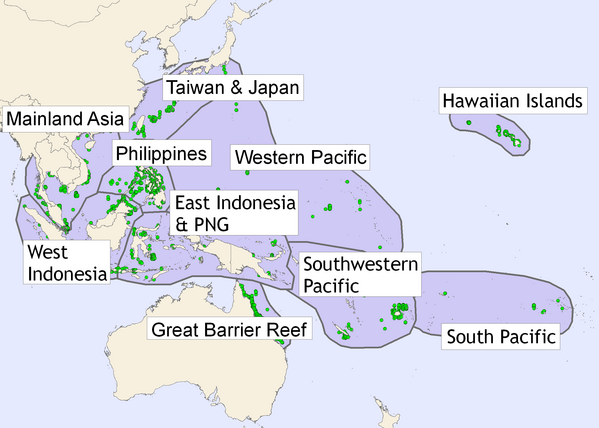 Taiwan & Japan
Hawaiian Islands
Mainland Asia
Philippines
Western Pacific
East Indonesia
& PNG
West
Indonesia
Southwestern
Pacific
Great Barrier Reef
South Pacific